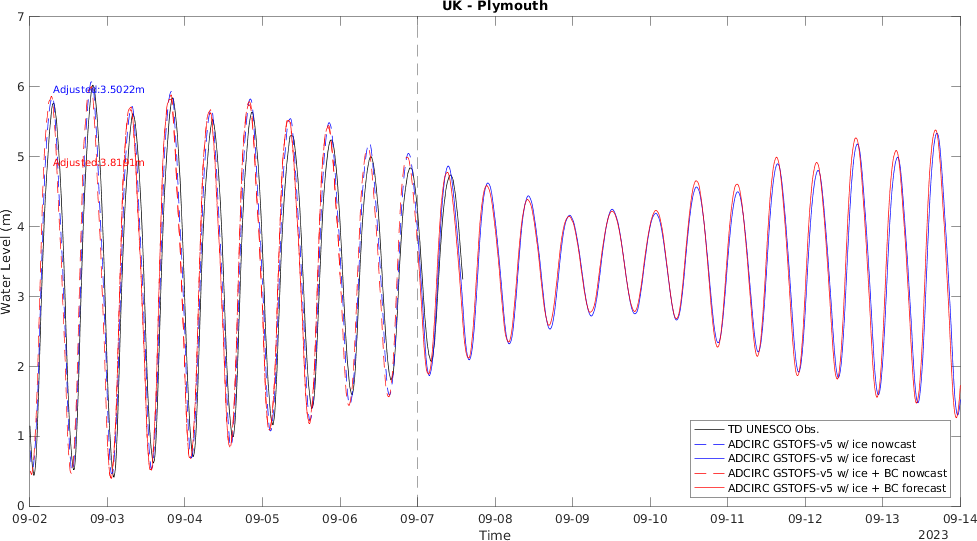 UK - Plymouth
7
6
5
4
3
2
1
0
Water Level (m)
Adjusted:3.5022m
Adjusted:3.8191m
TD UNESCO Obs.
ADCIRC GSTOFS-v5 w/ ice nowcast
ADCIRC GSTOFS-v5 w/ ice forecast
ADCIRC GSTOFS-v5 w/ ice + BC nowcast
ADCIRC GSTOFS-v5 w/ ice + BC forecast
09-02 09-03 09-04 09-05 09-06 09-07 09-08 09-09 09-10 09-11 09-12 09-13 09-14
Time
2023